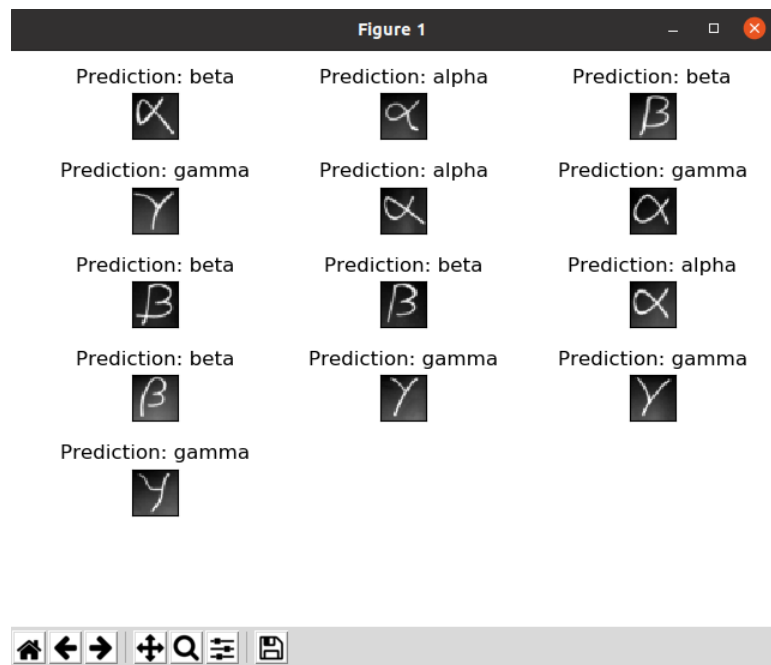 Figure 1
Prediction: beta Prediction: alpha Prediction: beta
α α β
Prediction: gamma Prediction: alpha Prediction: gamma
γ α α
Prediction: beta Prediction: beta Prediction: alpha
β β α
Prediction: beta Prediction: gamma Prediction: gamma
β γ γ
Prediction: gamma
γ